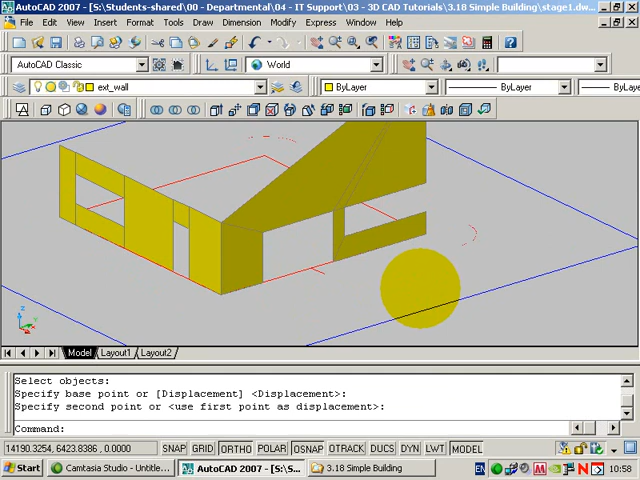 AutoCAD 2007 - [S:\Students-shared\00 - Departmental\04 - IT Support\03 - 3D CAD Tutorials\3.18 Simple Building\stage1.dw...
File Edit View Insert Format Tools Draw Dimension Modify Express Window Help
AutoCAD Classic World
ext_wall ByLayer ByLayer ByLayer
Model Layout1 Layout2
Select objects:
Specify base point or [Displacement] <Displacement>:
Specify second point or <use first point as displacement>:
Command:
14190.3254, 6423.8386, 0.0000 SNAP GRID ORTHO POLAR OSNAP OTRACK DUCS DYN LWT MODEL
Start Camtasia Studio - Untitle... AutoCAD 2007 - [S:\S... 3.18 Simple Building EN 10:58